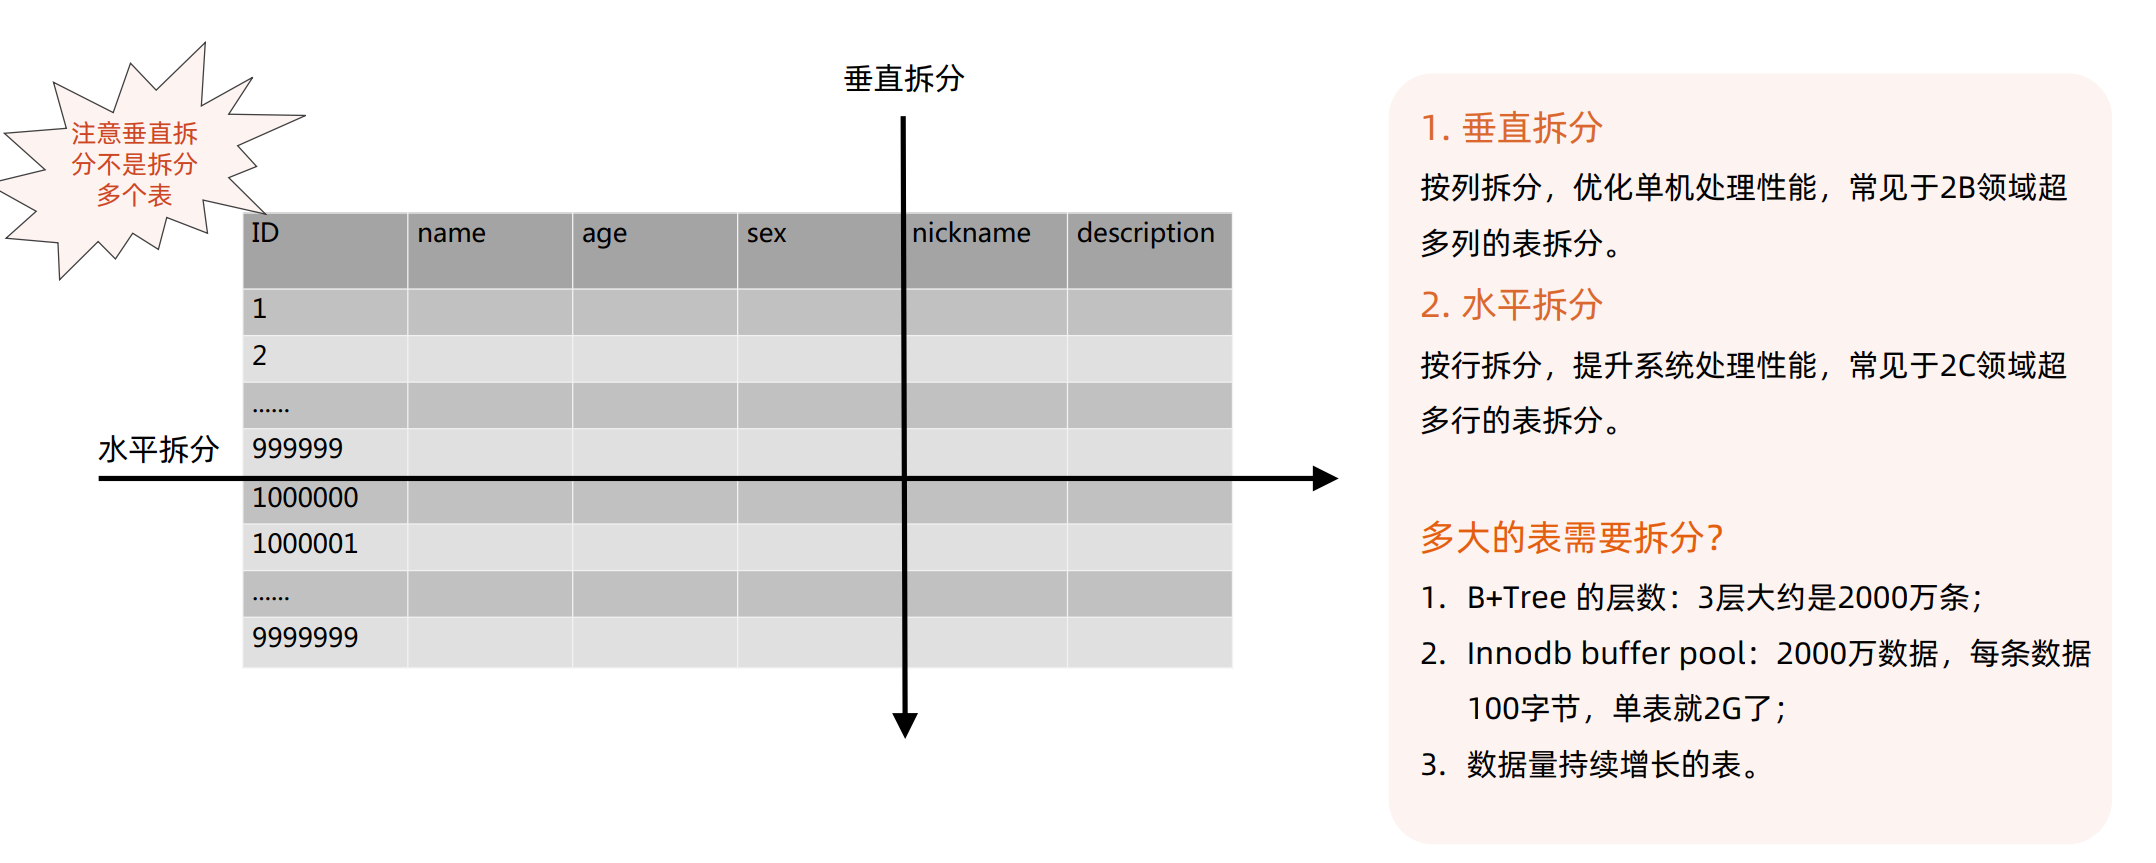 注意垂直拆
分不是拆分
多个表
垂直拆分
ID name age sex nickname description
1
2
......
水平拆分
999999
1000000
1000001
......
9999999
1. 垂直拆分
按列拆分，优化单机处理性能，常见于2B领域超
多列的表拆分。
2. 水平拆分
按行拆分，提升系统处理性能，常见于2C领域超
多行的表拆分。
多大的表需要拆分？
1. B+Tree 的层数：3层大约是2000万条；
2. Innodb buffer pool：2000万数据，每条数据
100字节，单表就2G了；
3. 数据量持续增长的表。